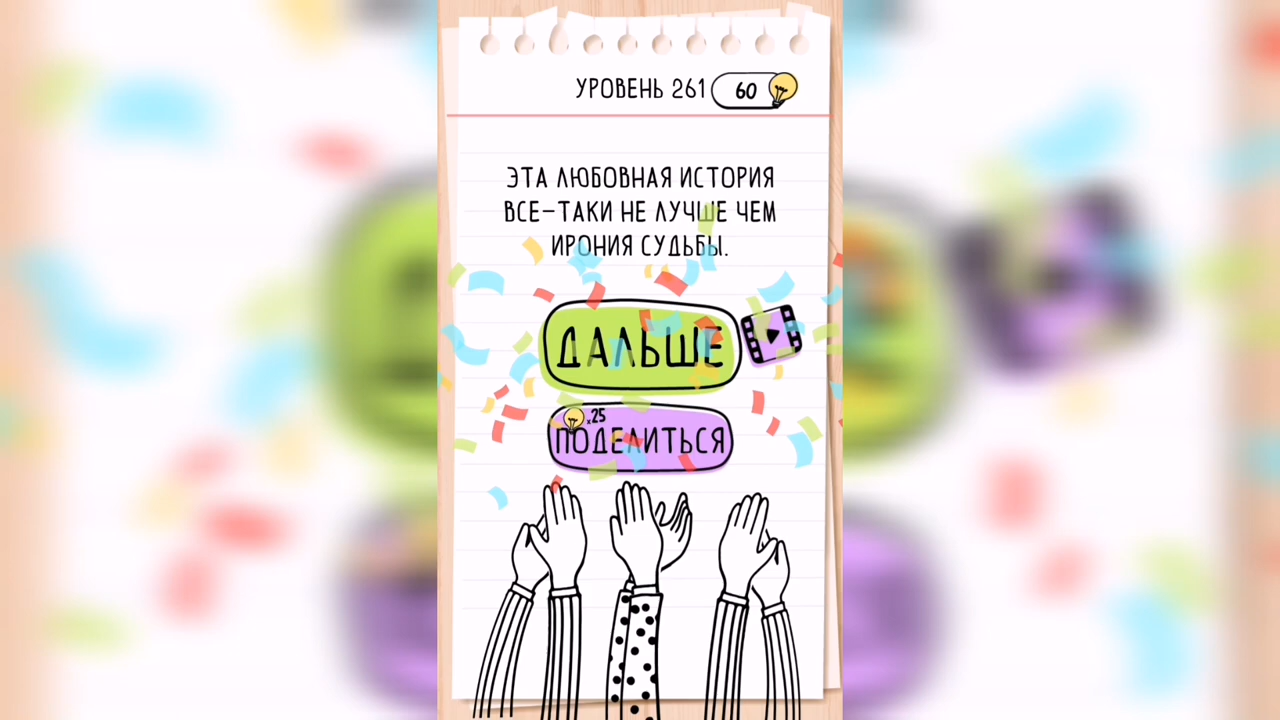 УРОВЕНЬ 261
60
ЭТА ЛЮБОВНАЯ ИСТОРИЯ
ВСЕ-ТАКИ НЕ ЛУЧШЕ ЧЕМ
ИРОНИЯ СУДЬБЫ.
ДАЛЬШЕ
x25
ПОДЕЛИТЬСЯ